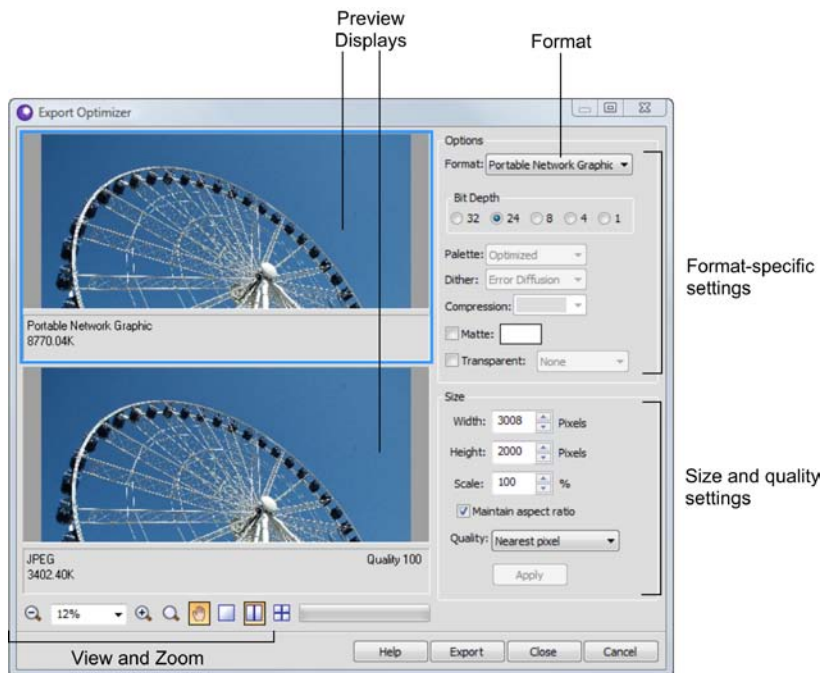 Preview
Displays
Format
Export Optimizer
Options
Format: Portable Network Graphic
Bit Depth
32 24 8 4 1
Palette: Optimized
Dither: Error Diffusion
Compression:
Matte:
Transparent: None
Format-specific
settings
Portable Network Graphic
8770.04K
Size
Width: 3008 Pixels
Height: 2000 Pixels
Scale: 100 %
Maintain aspect ratio
Quality: Nearest pixel
Apply
Size and quality
settings
JPEG Quality 100
3402.40K
12%
View and Zoom
Help Export Close Cancel